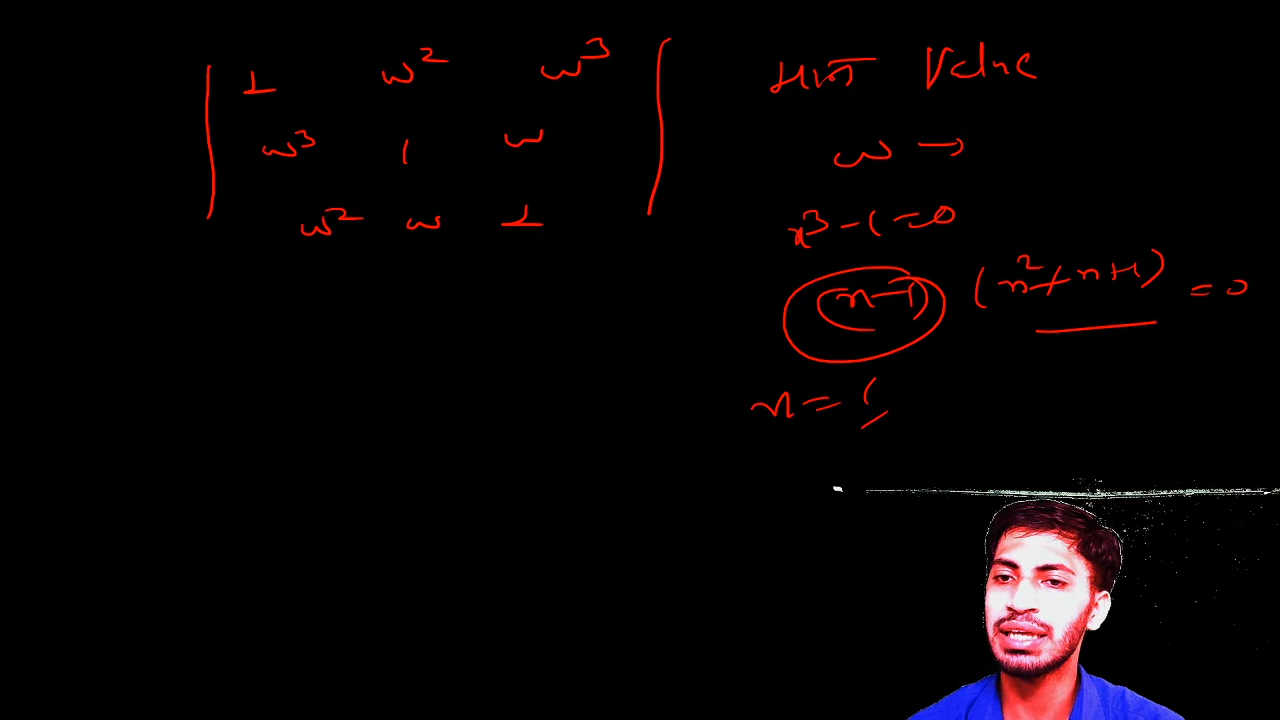 1 ω² ω³
ω³ 1 ω
ω² ω 1
Value
ω →
x³ - 1 = 0
(x-1) (x²+x+1) = 0
x = 1